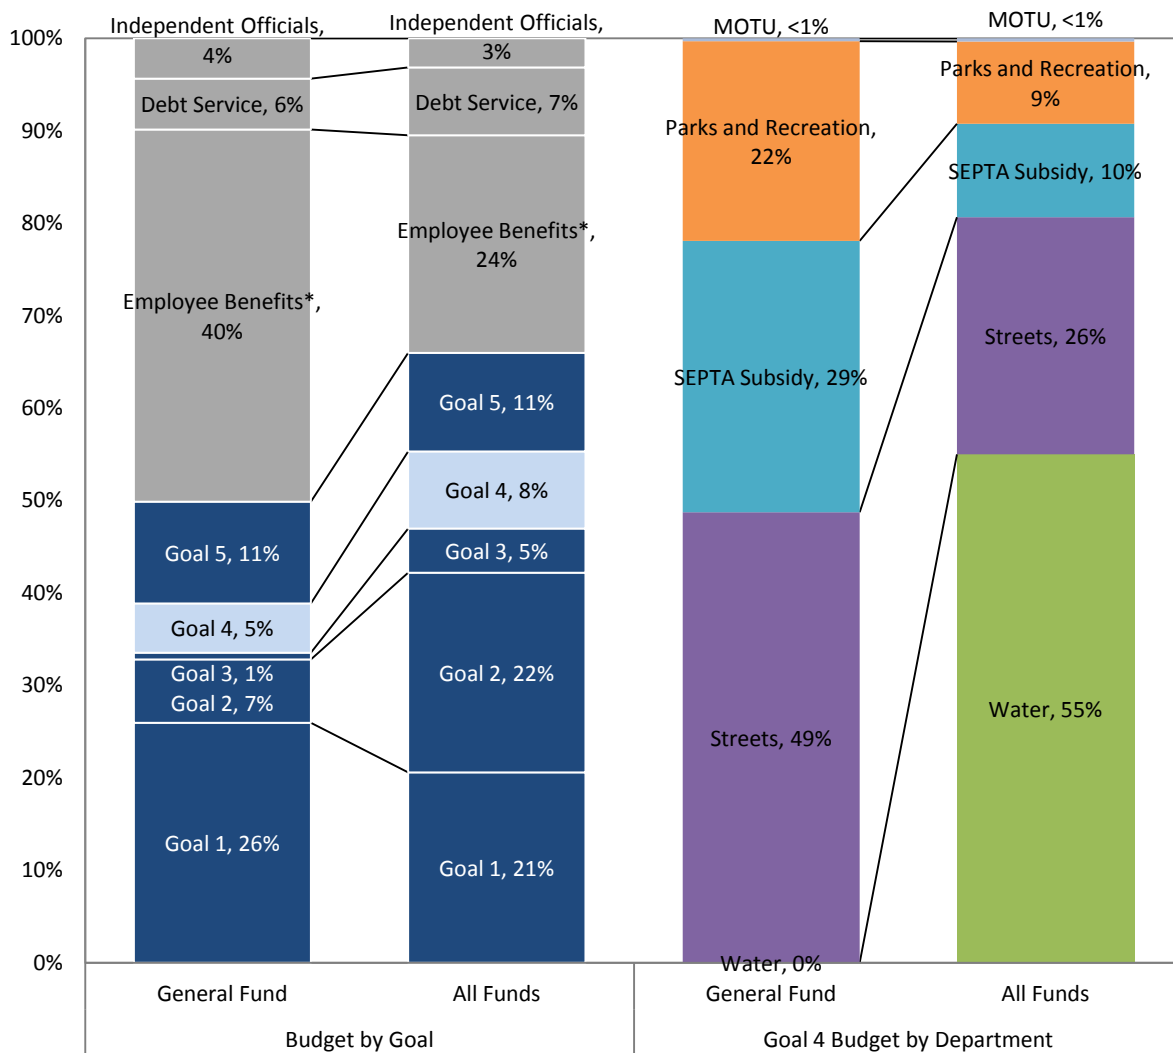 100%
90%
80%
70%
60%
50%
40%
30%
20%
10%
0%
Independent Officials,
4%
Debt Service, 6%
Employee Benefits*,
40%
Goal 5, 11%
Goal 4, 5%
Goal 3, 1%
Goal 2, 7%
Goal 1, 26%
Independent Officials,
3%
Debt Service, 7%
Employee Benefits*,
24%
Goal 5, 11%
Goal 4, 8%
Goal 3, 5%
Goal 2, 22%
Goal 1, 21%
MOTU, <1%
Parks and Recreation,
22%
SEPTA Subsidy, 29%
Streets, 49%
Water, 0%
MOTU, <1%
Parks and Recreation,
9%
SEPTA Subsidy, 10%
Streets, 26%
Water, 55%
General Fund
All Funds
General Fund
All Funds
Budget by Goal
Goal 4 Budget by Department